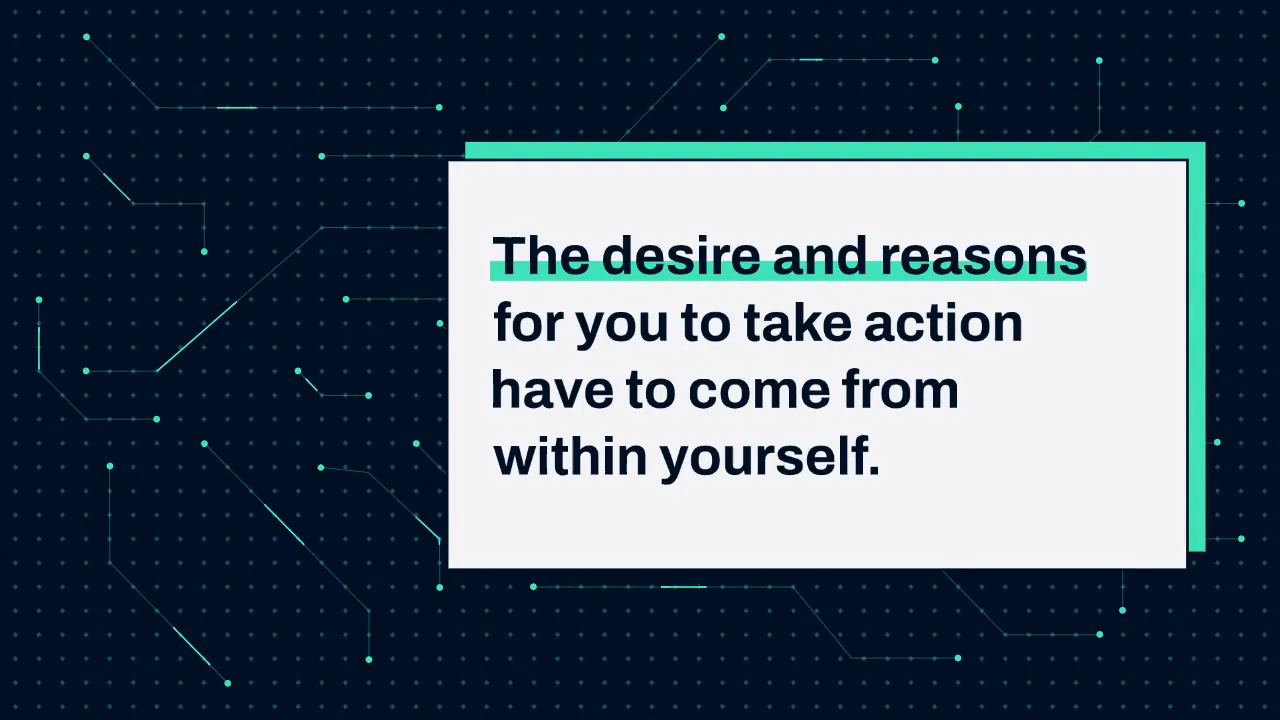 The desire and reasons
for you to take action
have to come from
within yourself.